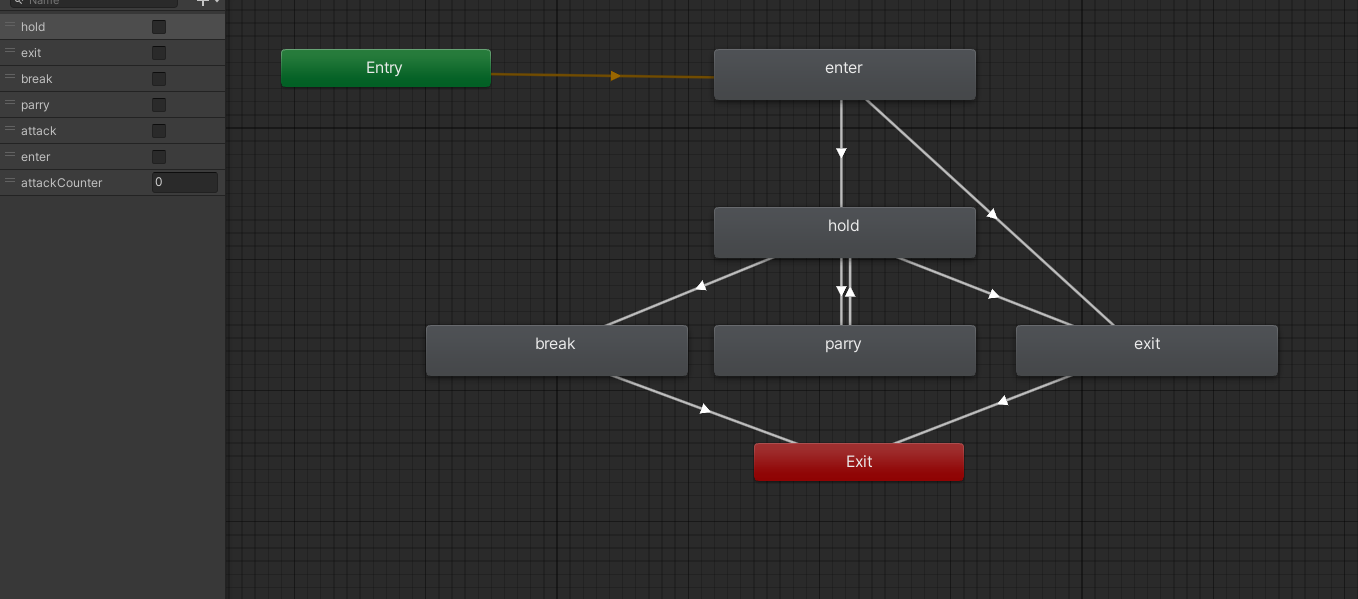 Name
hold
exit
break
parry
attack
enter
attackCounter 0
Entry
enter
hold
break
parry
exit
Exit